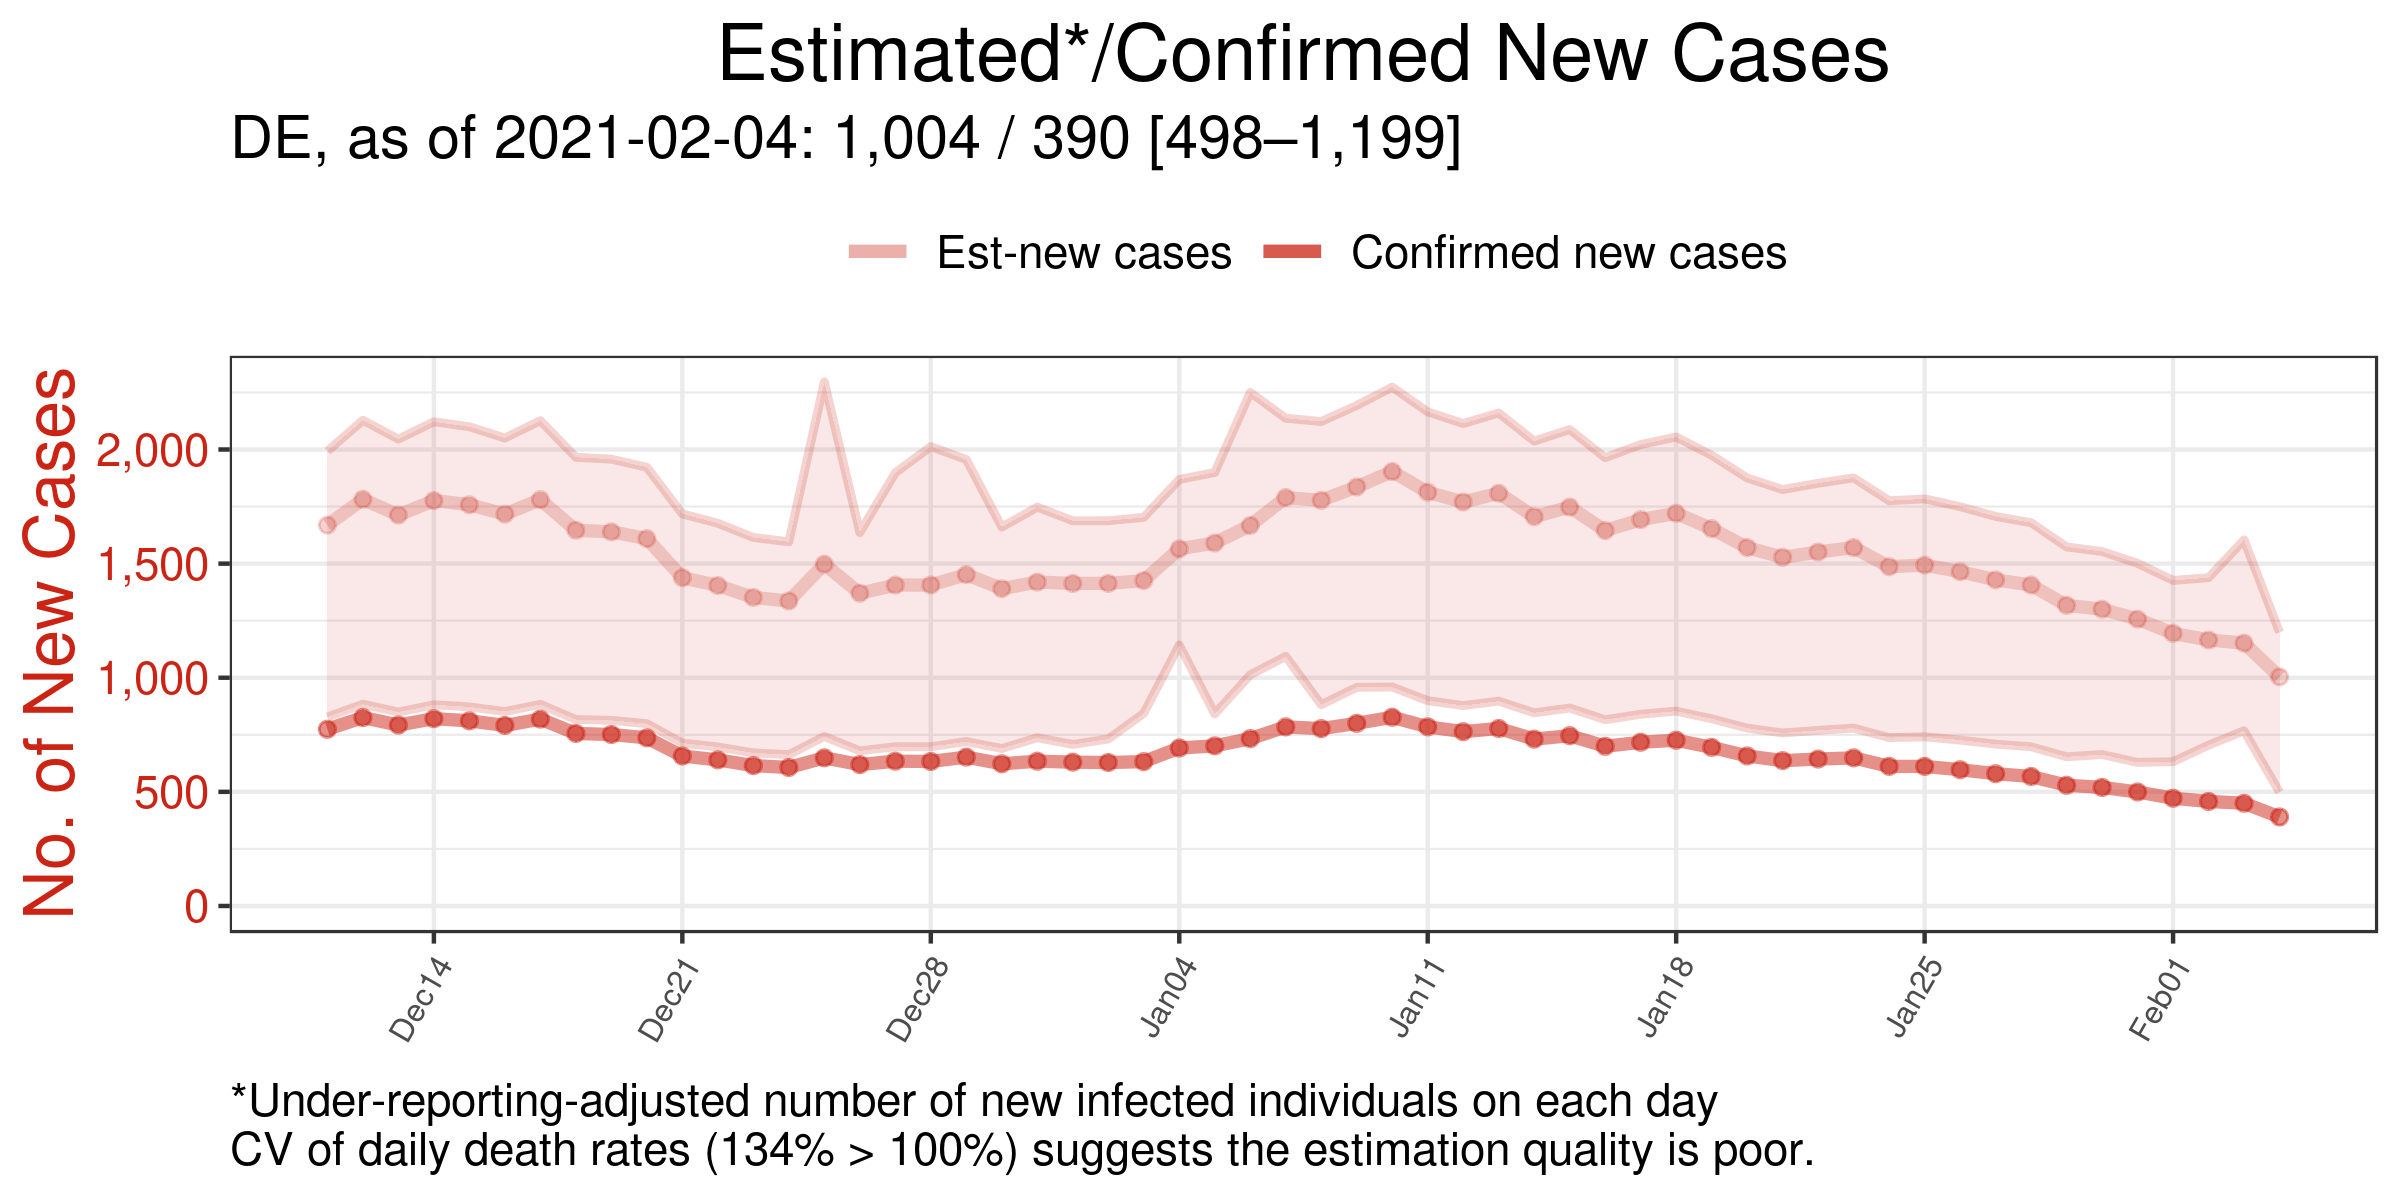 Estimated*/Confirmed New Cases
DE, as of 2021-02-04: 1,004 / 390 [498–1,199]
Est-new cases
Confirmed new cases
No. of New Cases
2,000
1,500
1,000
500
0
Dec14
Dec21
Dec28
Jan04
Jan11
Jan18
Jan25
Feb01
*Under-reporting-adjusted number of new infected individuals on each day
CV of daily death rates (134% > 100%) suggests the estimation quality is poor.